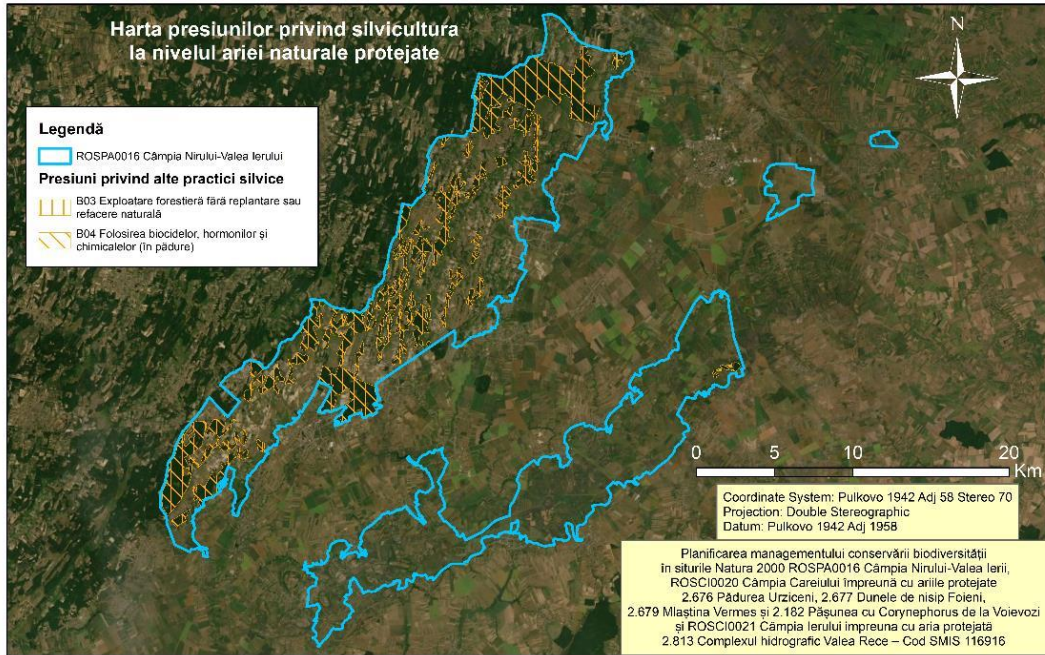 Harta presiunilor privind silvicultura
la nivelul ariei naturale protejate
N
Legendă
ROSPA0016 Câmpia Nirului-Valea Ierului
Presiuni privind alte practici silvice
B03 Exploatare forestieră fără replantare sau
refacere naturală
B04 Folosirea biocidelor, hormonilor și
chimicalelor (în pădure)
0 5 10 20
Km
Coordinate System: Pulkovo 1942 Adj 58 Stereo 70
Projection: Double Stereographic
Datum: Pulkovo 1942 Adj 1958
Planificarea managementului conservării biodiversității
în siturile Natura 2000 ROSPA0016 Câmpia Nirului-Valea Ierii,
ROSCI0020 Câmpia Careiului împreună cu ariile protejate
2.676 Pădurea Urziceni, 2.677 Dunele de nisip Foieni,
2.679 Mlaștina Vermes și 2.182 Pășunea cu Corynephorus de la Voievozi
și ROSCI0021 Câmpia Ierului împreuna cu aria protejată
2.813 Complexul hidrografic Valea Rece – Cod SMIS 116916